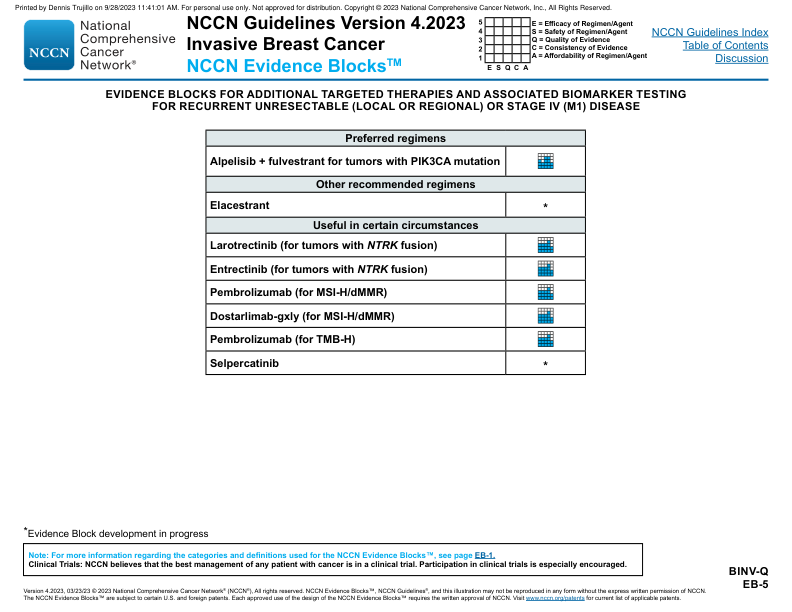 Printed by Dennis Trujillo on 9/28/2023 11:41:01 AM. For personal use only. Not approved for distribution. Copyright © 2023 National Comprehensive Cancer Network, Inc., All Rights Reserved.
NCCN
National
Comprehensive
Cancer
Network®
NCCN Guidelines Version 4.2023
Invasive Breast Cancer
NCCN Evidence Blocks™
5
4
3
2
1
E S Q C A
E = Efficacy of Regimen/Agent
S = Safety of Regimen/Agent
Q = Quality of Evidence
C = Consistency of Evidence
A = Affordability of Regimen/Agent
NCCN Guidelines Index
Table of Contents
Discussion
EVIDENCE BLOCKS FOR ADDITIONAL TARGETED THERAPIES AND ASSOCIATED BIOMARKER TESTING
FOR RECURRENT UNRESECTABLE (LOCAL OR REGIONAL) OR STAGE IV (M1) DISEASE
Preferred regimens
Alpelisib + fulvestrant for tumors with PIK3CA mutation
Other recommended regimens
Elacestrant *
Useful in certain circumstances
Larotrectinib (for tumors with NTRK fusion)
Entrectinib (for tumors with NTRK fusion)
Pembrolizumab (for MSI-H/dMMR)
Dostarlimab-gxly (for MSI-H/dMMR)
Pembrolizumab (for TMB-H)
Selpercatinib *
*Evidence Block development in progress
Note: For more information regarding the categories and definitions used for the NCCN Evidence Blocks™, see page EB-1.
Clinical Trials: NCCN believes that the best management of any patient with cancer is in a clinical trial. Participation in clinical trials is especially encouraged.
BINV-Q
EB-5
Version 4.2023, 03/23/23 © 2023 National Comprehensive Cancer Network® (NCCN®), All rights reserved. NCCN Evidence Blocks™, NCCN Guidelines®, and this illustration may not be reproduced in any form without the express written permission of NCCN.
The NCCN Evidence Blocks™ are subject to certain U.S. and foreign patents. Each approved use of the design of the NCCN Evidence Blocks™ requires the written approval of NCCN. Visit www.nccn.org/patents for current list of applicable patents.